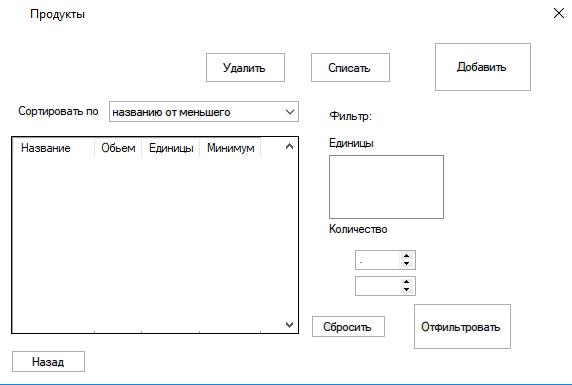 Продукты
Удалить Списать Добавить
Сортировать по названию от меньшего
Фильтр:
Название Обьем Единицы Минимум
Единицы
Количество
.
Сбросить Отфильтровать
Назад